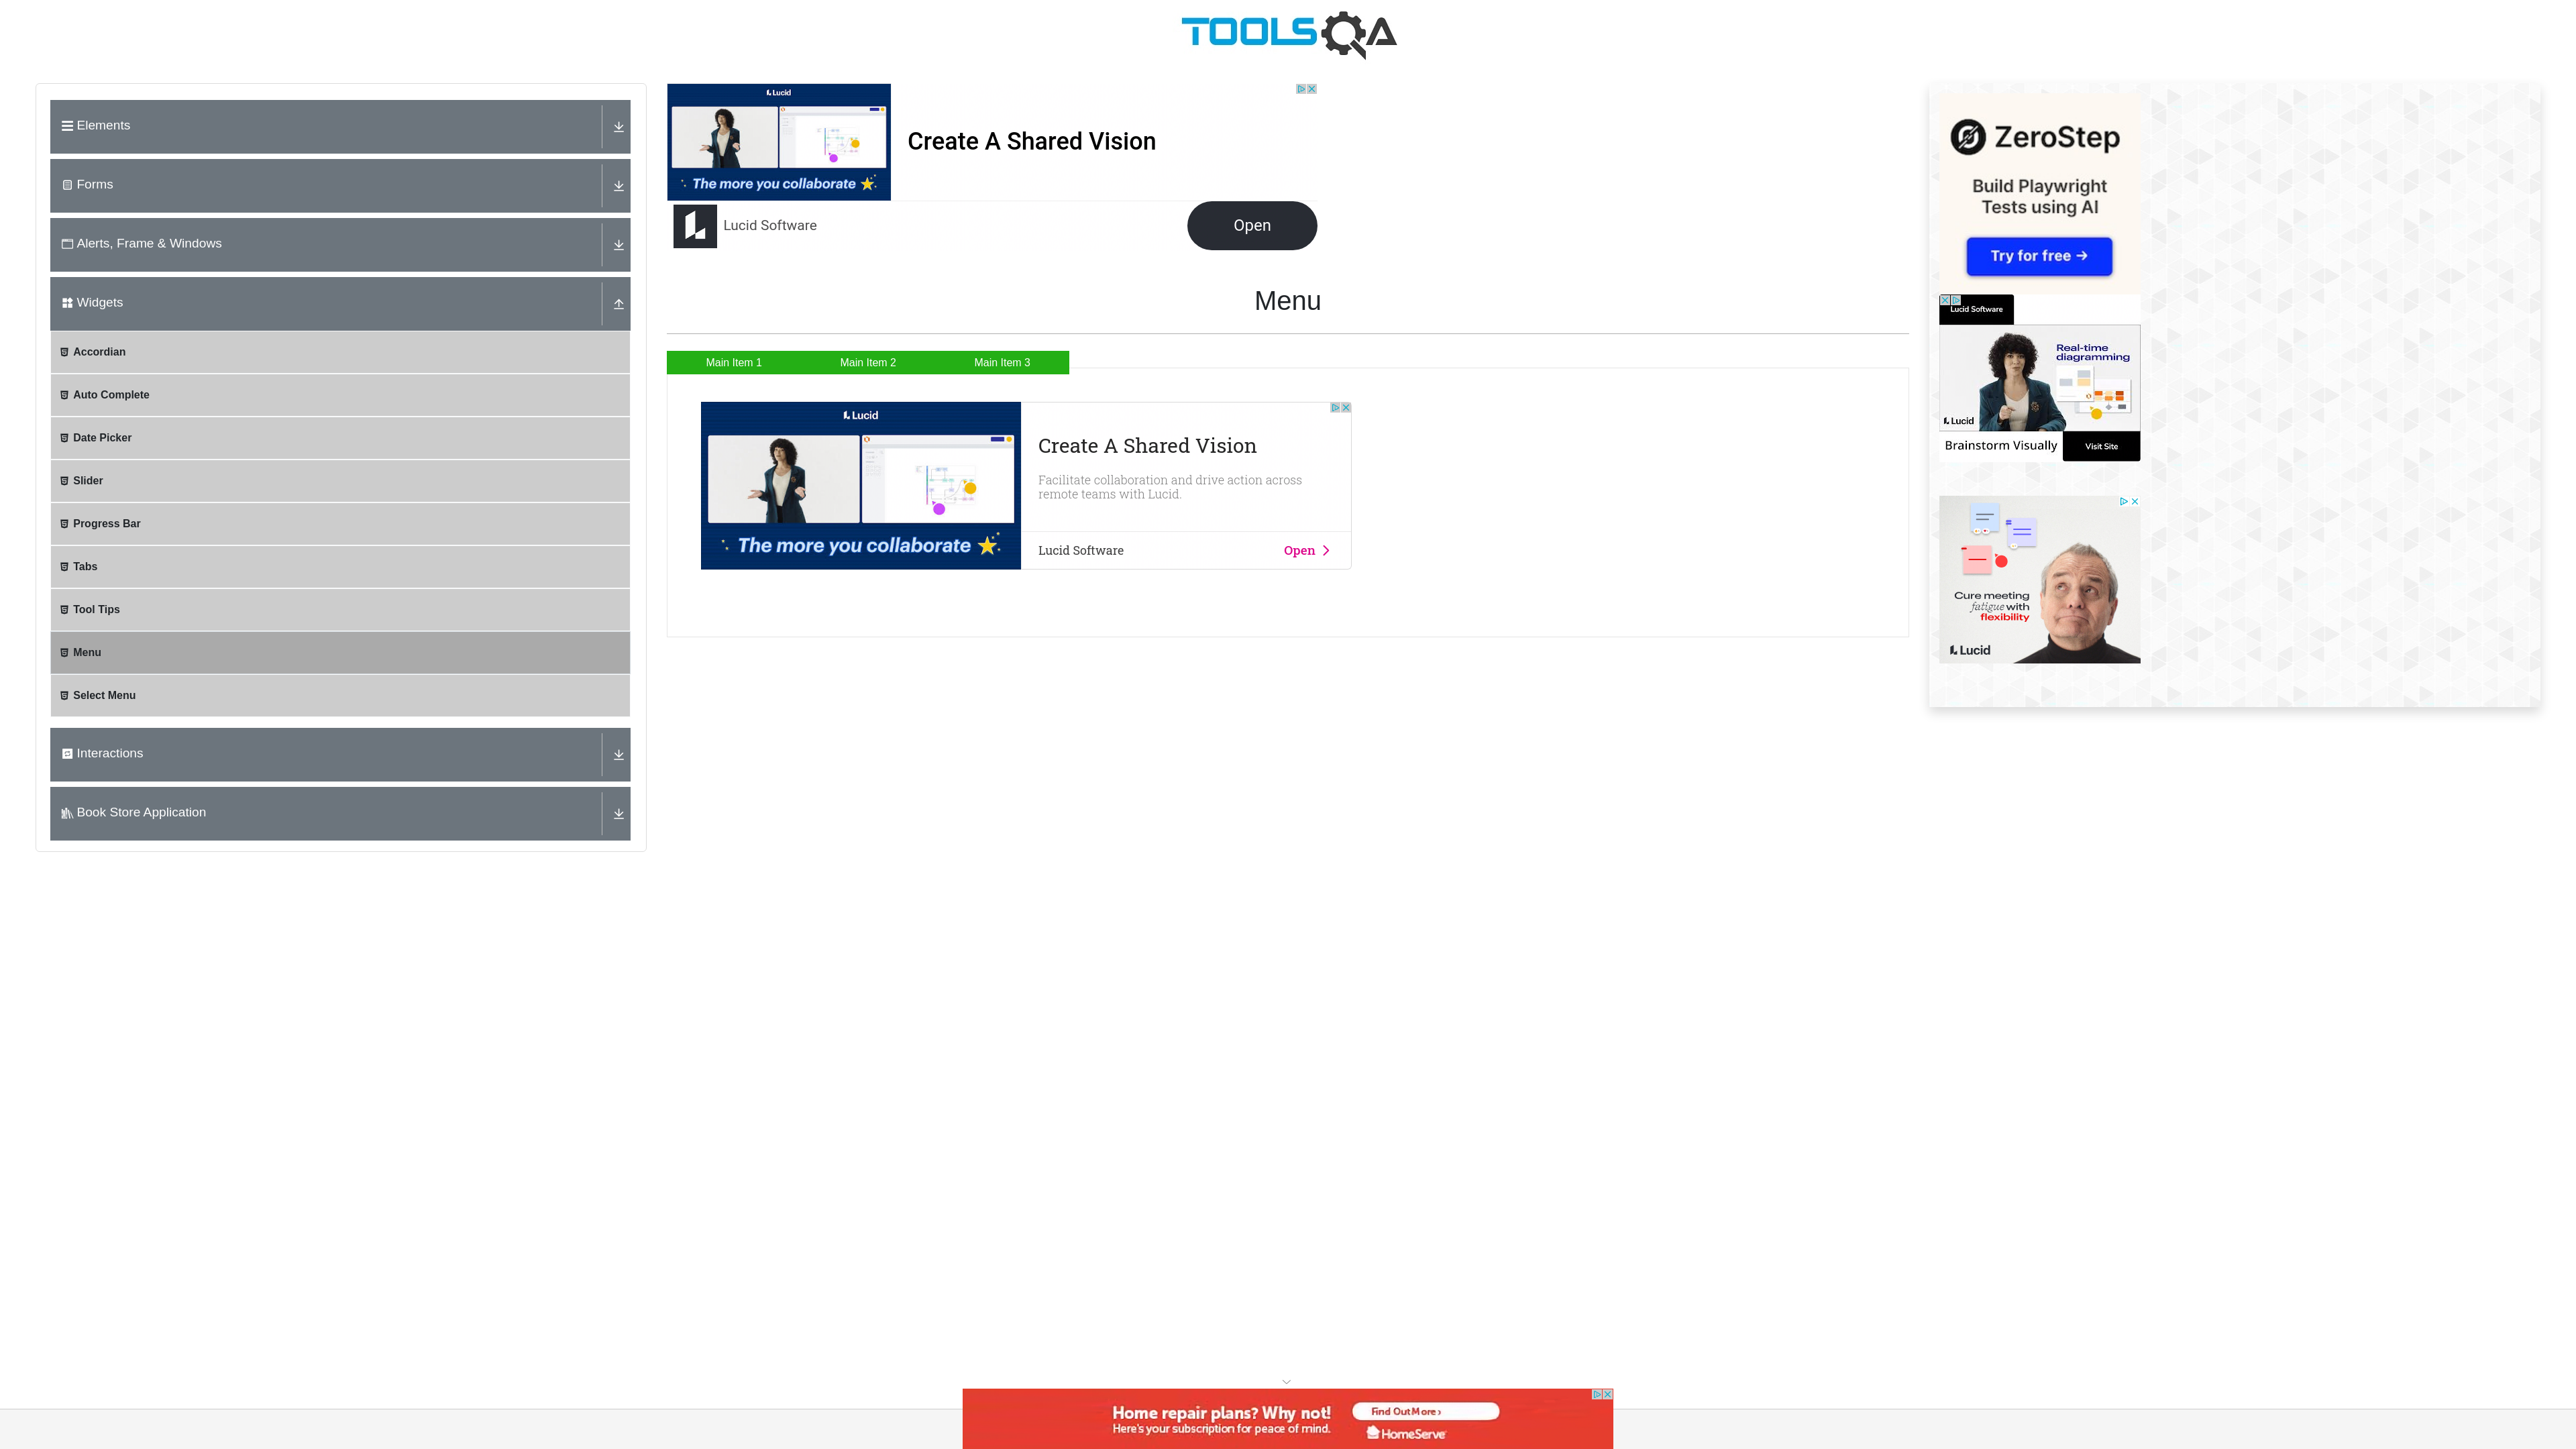 TOOLSQA
Elements
Forms
Alerts, Frame & Windows
Widgets
Accordian
Auto Complete
Date Picker
Slider
Progress Bar
Tabs
Tool Tips
Menu
Select Menu
Interactions
Book Store Application
Lucid
The more you collaborate
Create A Shared Vision
Lucid Software
Open
Menu
Main Item 1
Main Item 2
Main Item 3
Lucid
The more you collaborate
Create A Shared Vision
Facilitate collaboration and drive action across
remote teams with Lucid.
Lucid Software
Open
ZeroStep
Build Playwright
Tests using AI
Try for free →
Lucid Software
Real-time
diagramming
Lucid
Brainstorm Visually
Visit Site
Cure meeting
fatigue with
flexibility
Lucid
Home repair plans? Why not!
Here's your subscription for peace of mind.
Find Out More ›
HomeServe